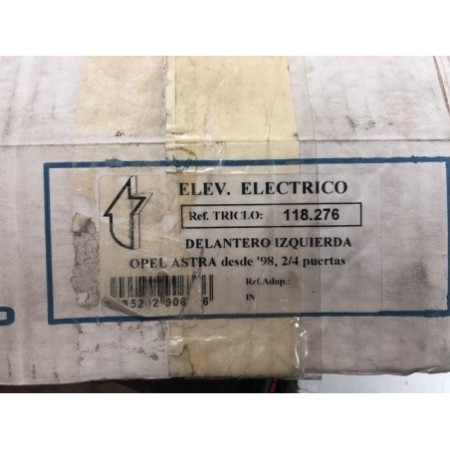 ELEV. ELECTRICO
Ref. TRICLO: 118.276
DELANTERO IZQUIERDA
OPEL ASTRA desde '98, 2/4 puertas
Ref.Adap.:
IN